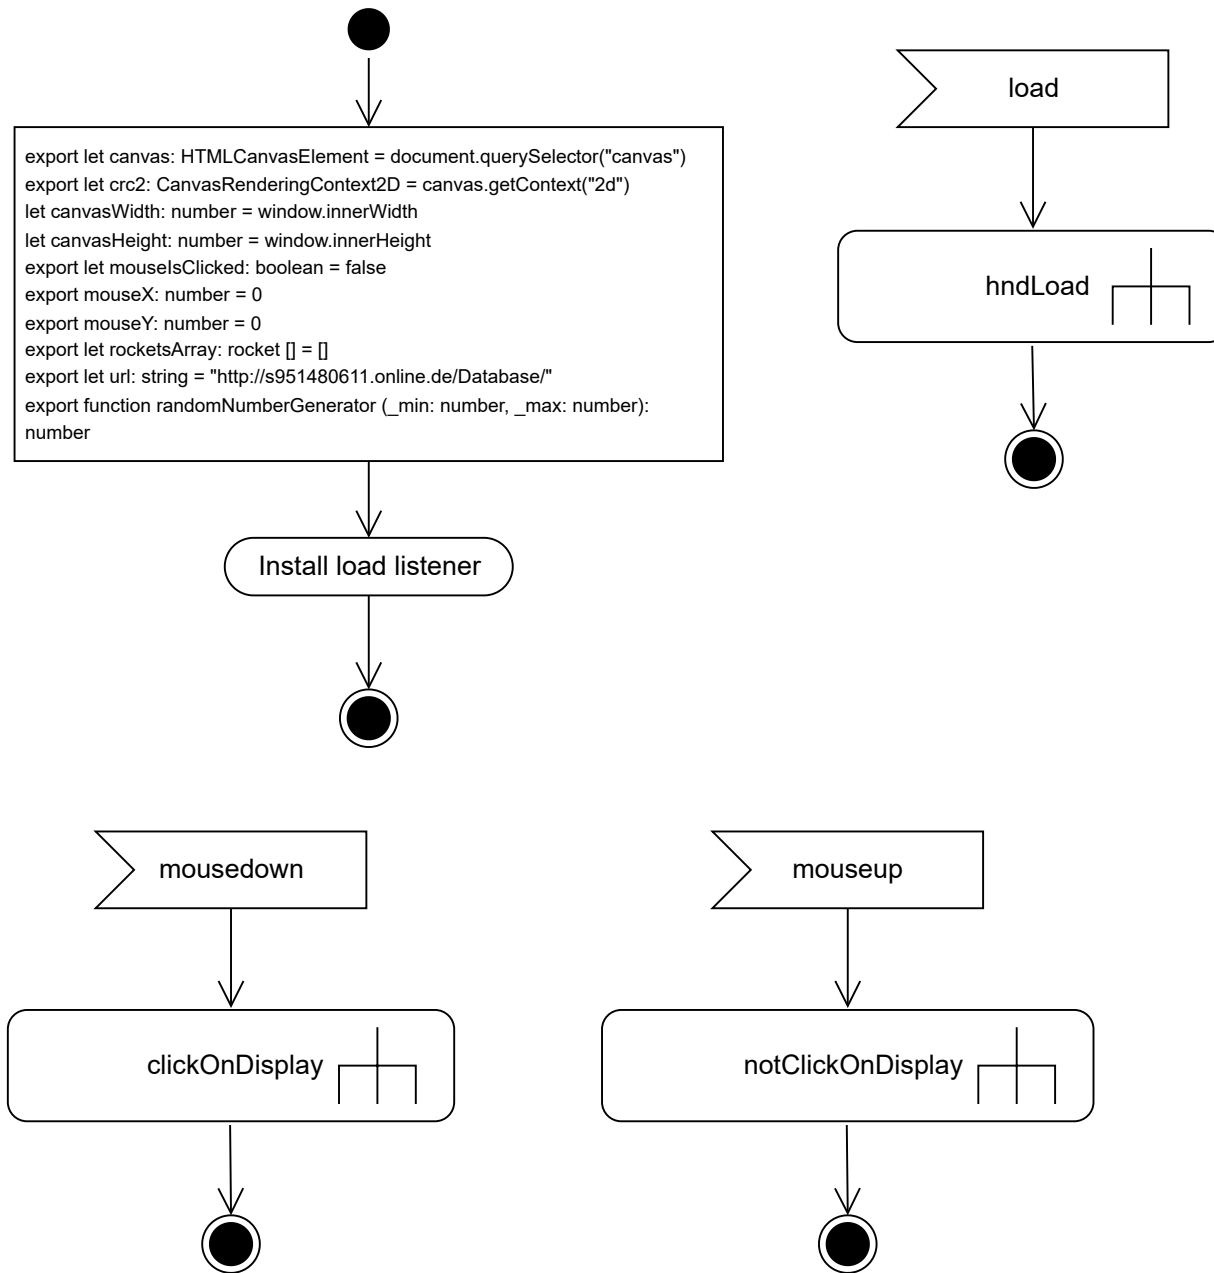 export let canvas: HTMLCanvasElement = document.querySelector("canvas")
export let crc2: CanvasRenderingContext2D = canvas.getContext("2d")
let canvasWidth: number = window.innerWidth
let canvasHeight: number = window.innerHeight
export let mouseIsClicked: boolean = false
export mouseX: number = 0
export mouseY: number = 0
export let rocketsArray: rocket [] = []
export let url: string = "http://s951480611.online.de/Database/"
export function randomNumberGenerator (_min: number, _max: number):
number
Install load listener
load
hndLoad
mousedown
clickOnDisplay
mouseup
notClickOnDisplay